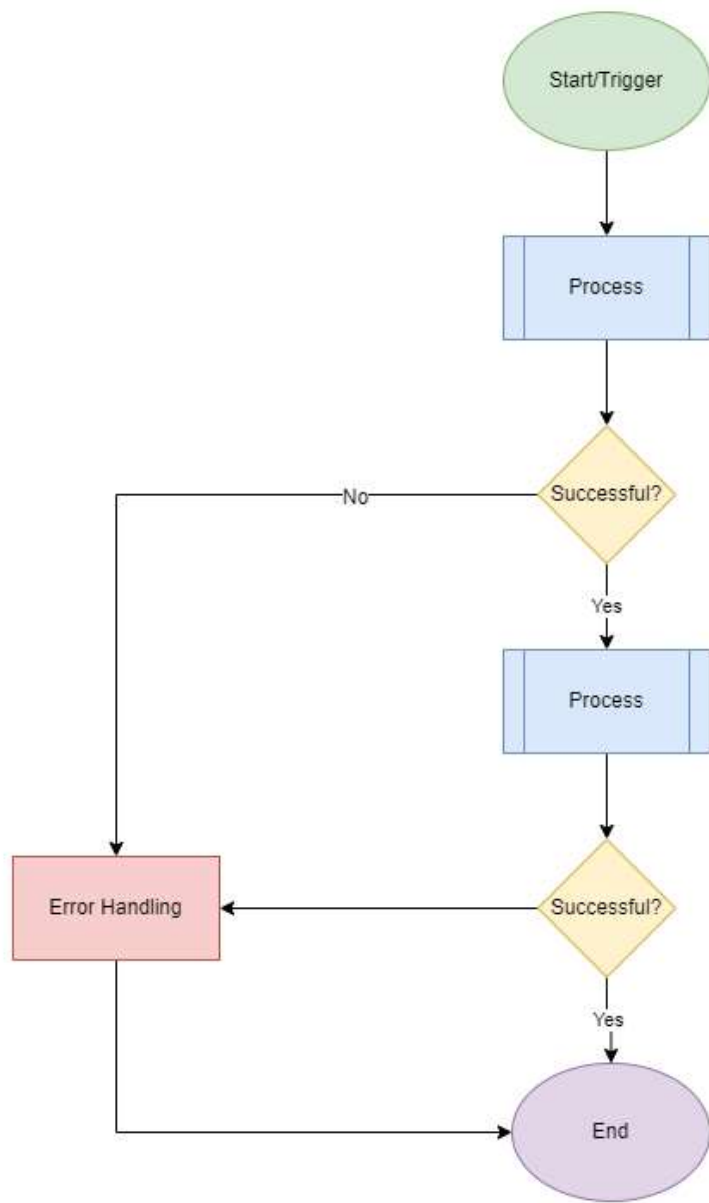 Start/Trigger
Process
Successful?
No
Yes
Process
Error Handling
Successful?
Yes
End